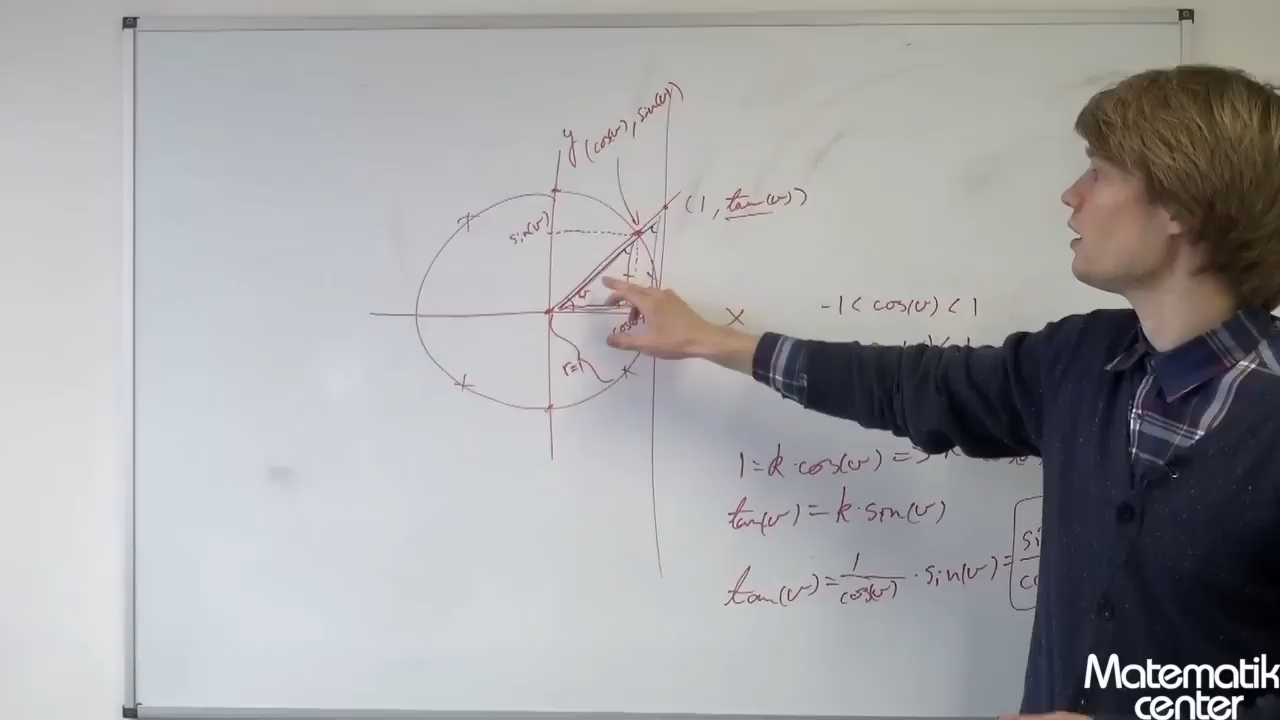 y
(cos(v), sin(v))
(1, tan(v))
sin(v)
v
cos(v)
x
r=1
-1 < cos(v) < 1
1 = k · cos(v) =>
tan(v) = k · sin(v)
tan(v) = 1/cos(v) · sin(v) =
Matematik
center